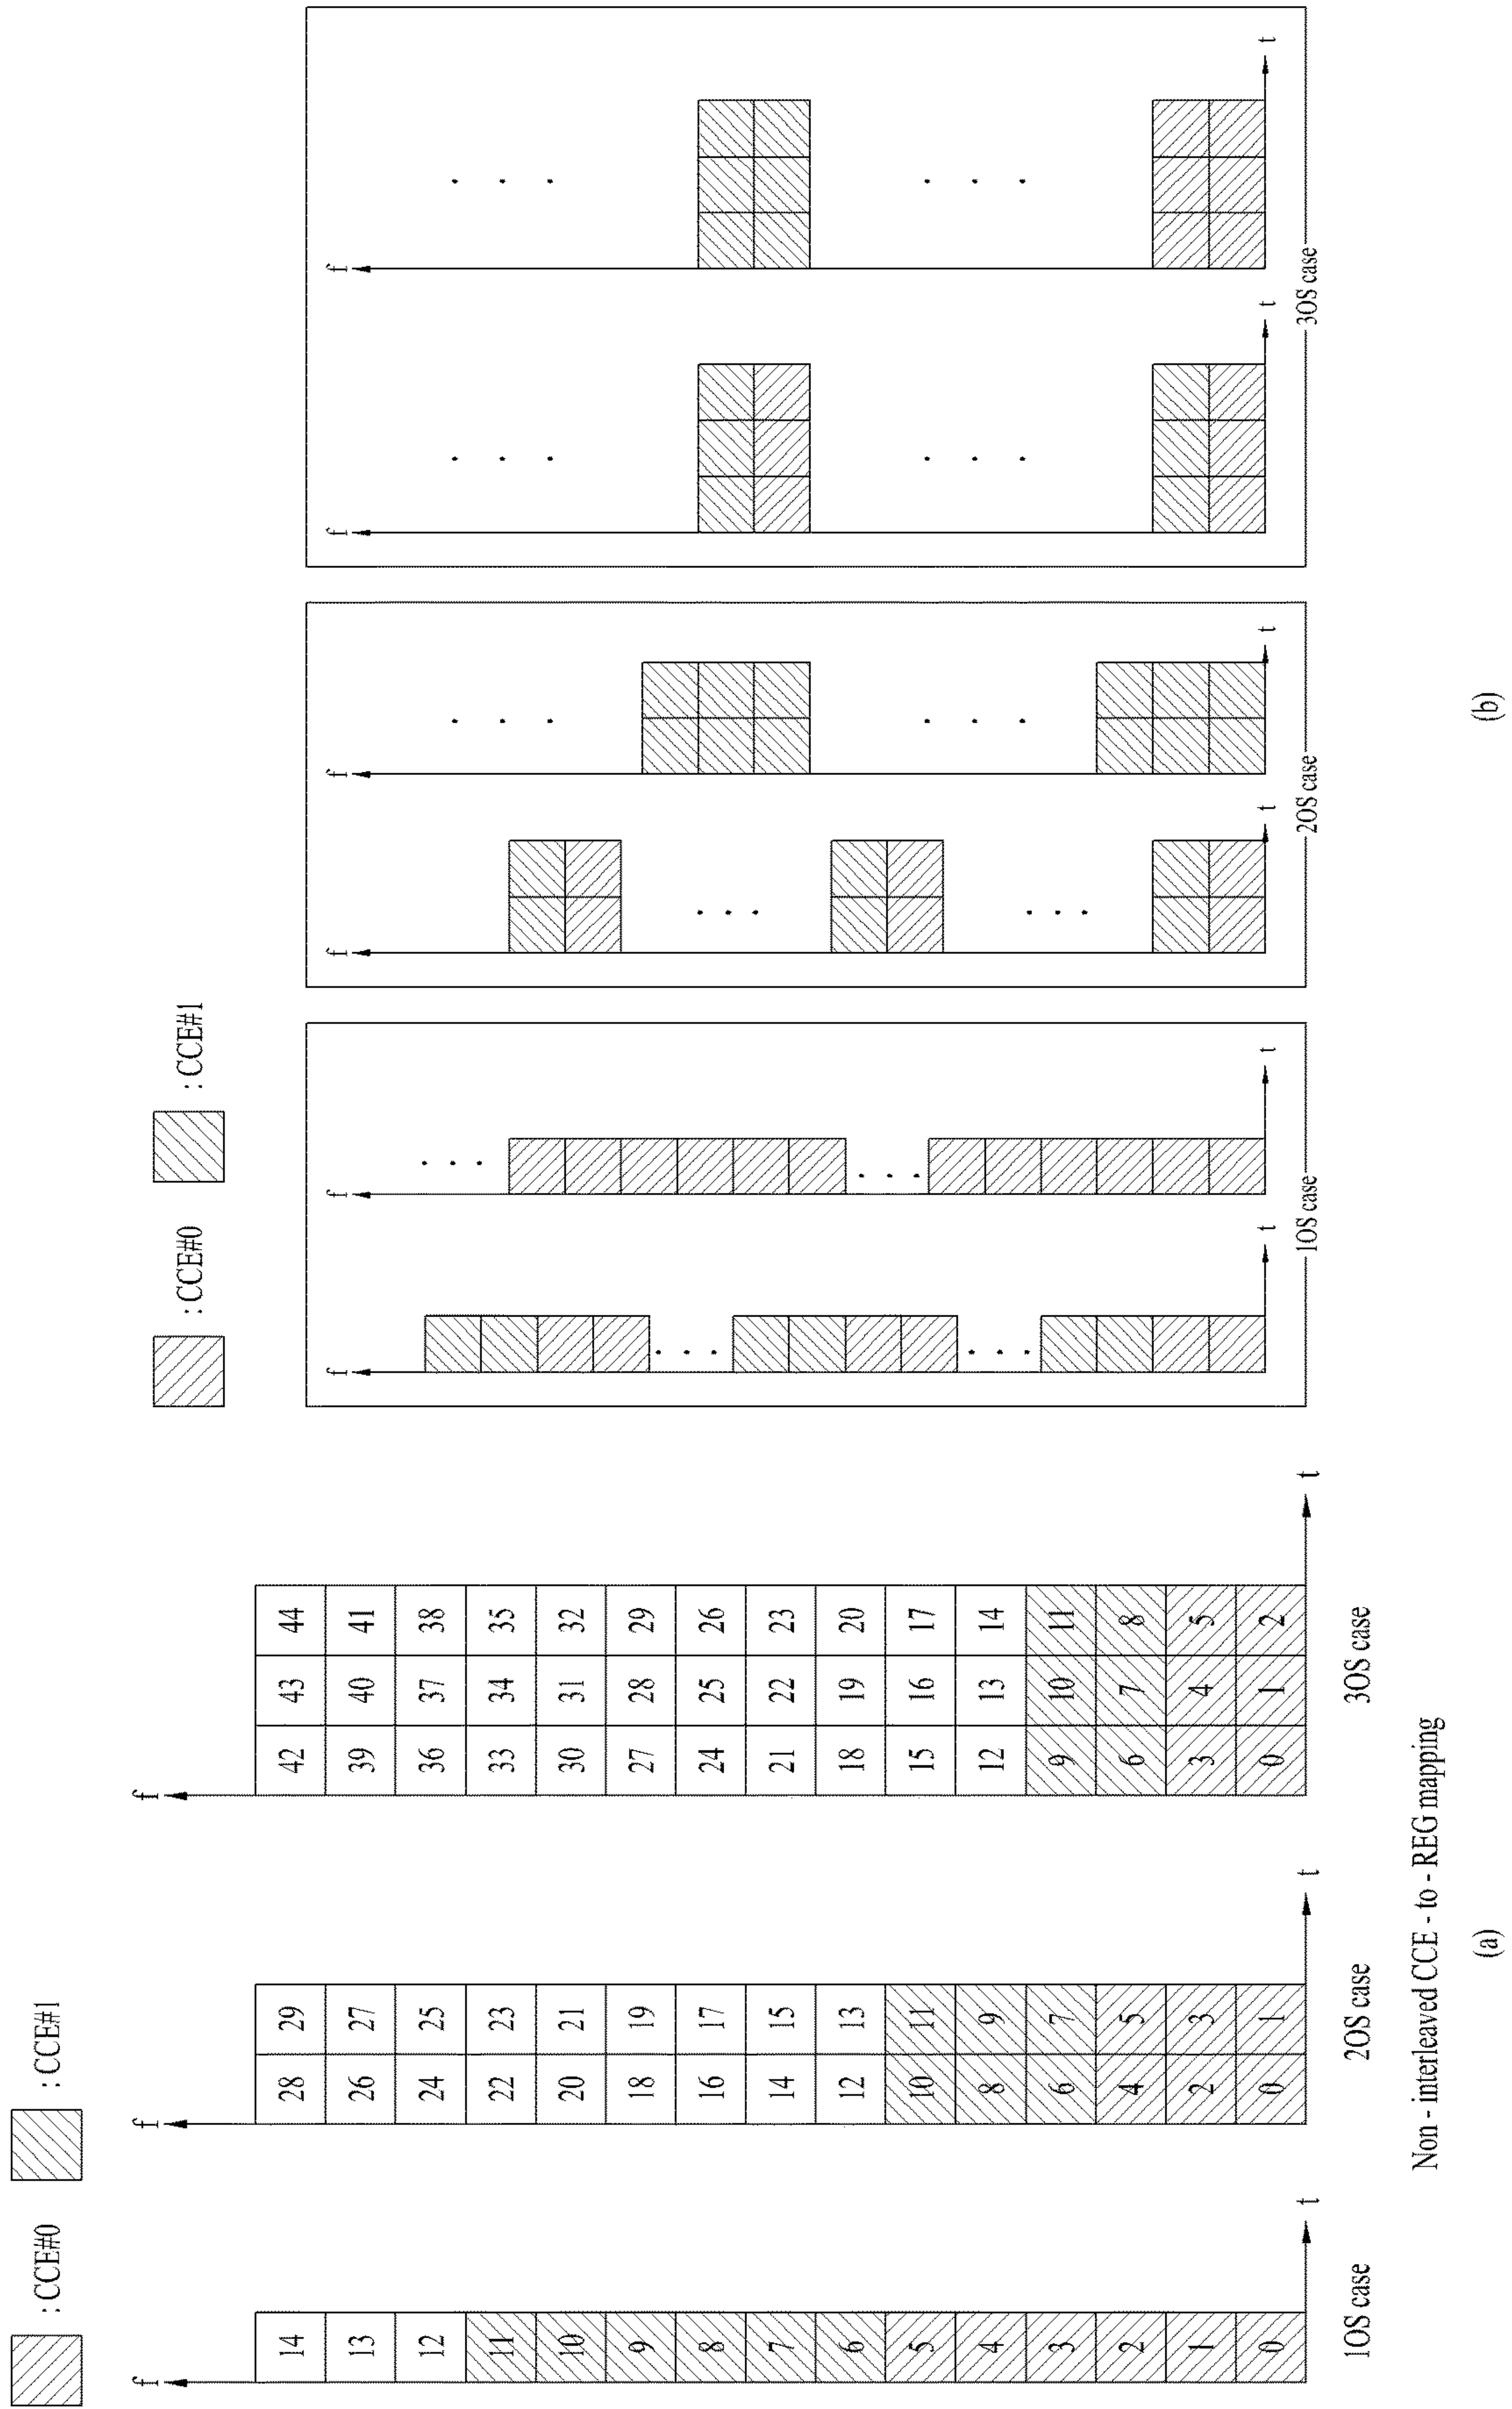 : CCE#0
: CCE#1
f
14
13
12
11
10
9
8
7
6
5
4
3
2
1
0
t
1OS case
f
28 29
26 27
24 25
22 23
20 21
18 19
16 17
14 15
12 13
10 11
8 9
6 7
4 5
2 3
0 1
t
2OS case
f
42 43 44
39 40 41
36 37 38
33 34 35
30 31 32
27 28 29
24 25 26
21 22 23
18 19 20
15 16 17
12 13 14
9 10 11
6 7 8
3 4 5
0 1 2
t
3OS case
Non - interleaved CCE - to - REG mapping
(a)
: CCE#0
: CCE#1
f
t
f
t
1OS case
f
t
f
t
2OS case
f
t
f
t
3OS case
(b)